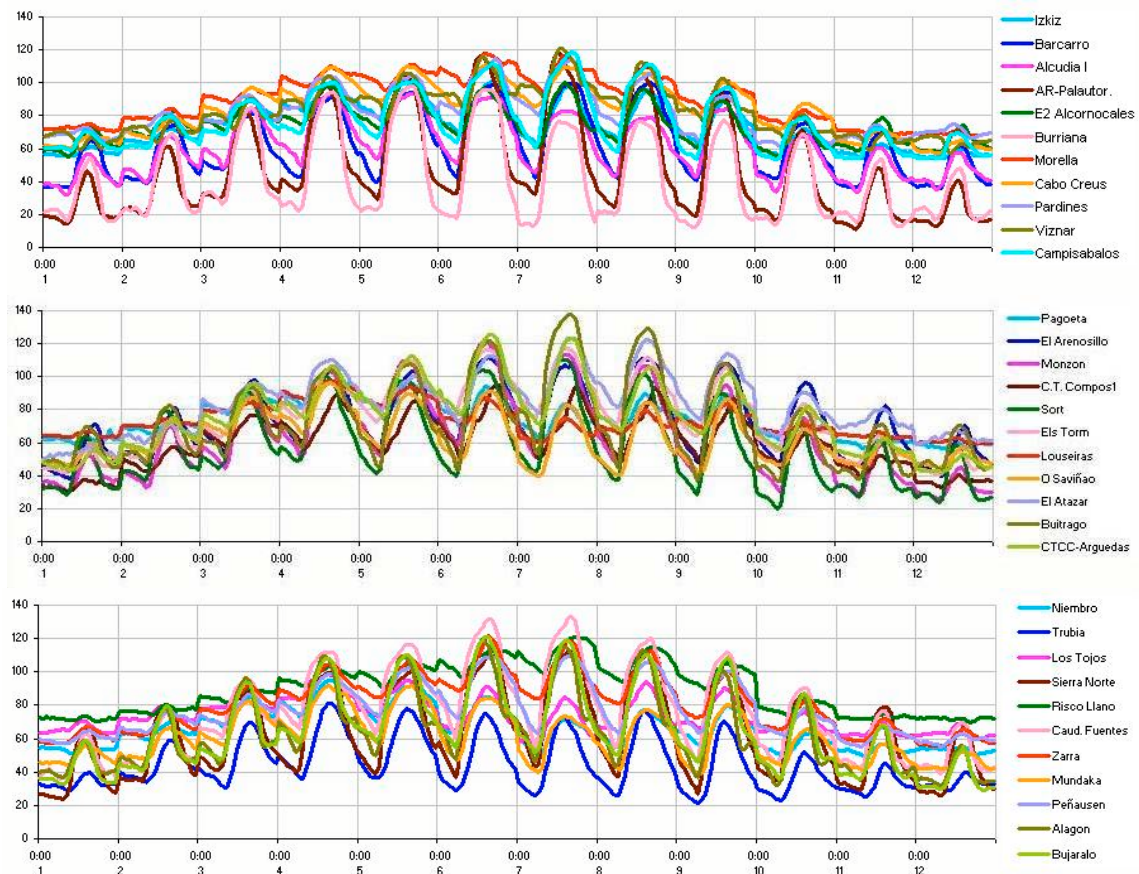 140
120
100
80
60
40
20
0
0:00 0:00 0:00 0:00 0:00 0:00 0:00 0:00 0:00 0:00 0:00 0:00
1 2 3 4 5 6 7 8 9 10 11 12
Izkiz
Barcarro
Alcudia I
AR-Palautor.
E2 Alcornocales
Burriana
Morella
Cabo Creus
Pardines
Viznar
Campisabalos
140
120
100
80
60
40
20
0
0:00 0:00 0:00 0:00 0:00 0:00 0:00 0:00 0:00 0:00 0:00 0:00
1 2 3 4 5 6 7 8 9 10 11 12
Pagoeta
El Arenosillo
Monzon
C.T. Compos1
Sort
Els Torm
Louseiras
O Saviñao
El Atazar
Buitrago
CTCC-Arguedas
140
120
100
80
60
40
20
0
0:00 0:00 0:00 0:00 0:00 0:00 0:00 0:00 0:00 0:00 0:00 0:00
1 2 3 4 5 6 7 8 9 10 11 12
Niembro
Trubia
Los Tojos
Sierra Norte
Risco Llano
Caud. Fuentes
Zarra
Mundaka
Peñausen
Alagon
Bujaralo